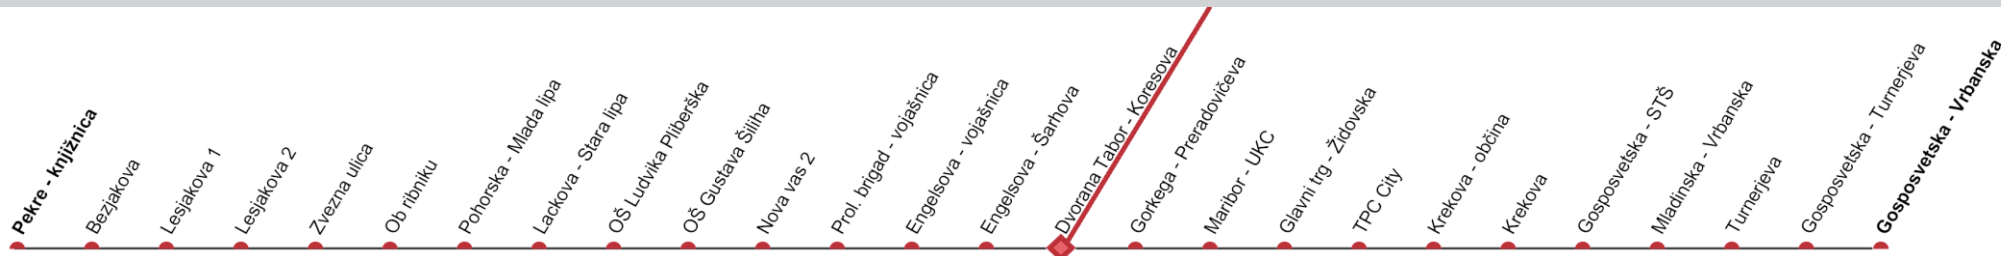 Pekre - knjižnica
Bezjakova
Lesjakova 1
Lesjakova 2
Zvezna ulica
Ob ribniku
Pohorska - Mlada lipa
Lackova - Stara lipa
OŠ Ludvika Pliberška
OŠ Gustava Šiliha
Nova vas 2
Prol. brigad - vojašnica
Engelsova - vojašnica
Engelsova - Šarhova
Dvorana Tabor - Koresova
Gorkega - Preradovičeva
Maribor - UKC
Glavni trg - Židovska
TPC City
Krekova - občina
Krekova
Gosposvetska - STŠ
Mladinska - Vrbanska
Turnerjeva
Gosposvetska - Turnerjeva
Gosposvetska - Vrbanska